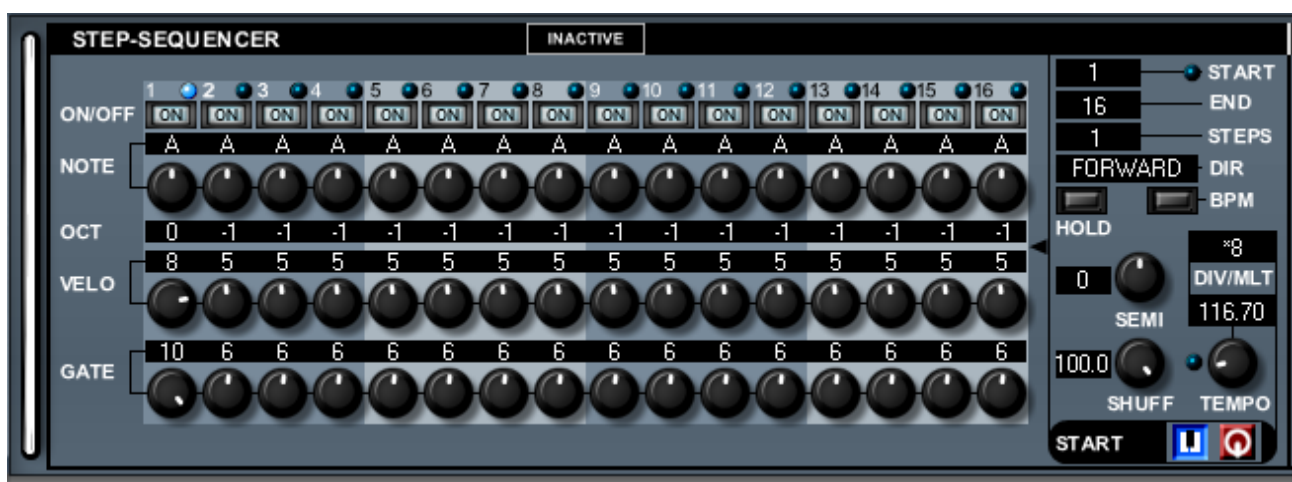 STEP-SEQUENCER INACTIVE
1 2 3 4 5 6 7 8 9 10 11 12 13 14 15 16
ON/OFF ON ON ON ON ON ON ON ON ON ON ON ON ON ON ON ON
NOTE A A A A A A A A A A A A A A A A
OCT 0 -1 -1 -1 -1 -1 -1 -1 -1 -1 -1 -1 -1 -1 -1 -1
VELO 8 5 5 5 5 5 5 5 5 5 5 5 5 5 5 5
GATE 10 6 6 6 6 6 6 6 6 6 6 6 6 6 6 6
1 START
16 END
1 STEPS
FORWARD DIR
BPM
HOLD
*8
0 DIV/MLT
SEMI 116.70
100.0
SHUFF TEMPO
START